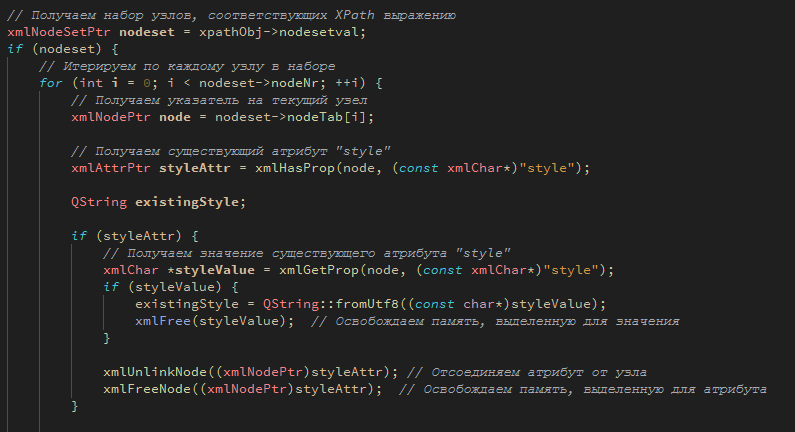 // Получаем набор узлов, соответствующих XPath выражению
xmlNodeSetPtr nodeset = xpathObj->nodesetval;
if (nodeset) {
// Итерируем по каждому узлу в наборе
for (int i = 0; i < nodeset->nodeNr; ++i) {
// Получаем указатель на текущий узел
xmlNodePtr node = nodeset->nodeTab[i];
// Получаем существующий атрибут "style"
xmlAttrPtr styleAttr = xmlHasProp(node, (const xmlChar*)"style");
QString existingStyle;
if (styleAttr) {
// Получаем значение существующего атрибута "style"
xmlChar *styleValue = xmlGetProp(node, (const xmlChar*)"style");
if (styleValue) {
existingStyle = QString::fromUtf8((const char*)styleValue);
xmlFree(styleValue);  // Освобождаем память, выделенную для значения
}
xmlUnlinkNode((xmlNodePtr)styleAttr); // Отсоединяем атрибут от узла
xmlFreeNode((xmlNodePtr)styleAttr);  // Освобождаем память, выделенную для атрибута
}